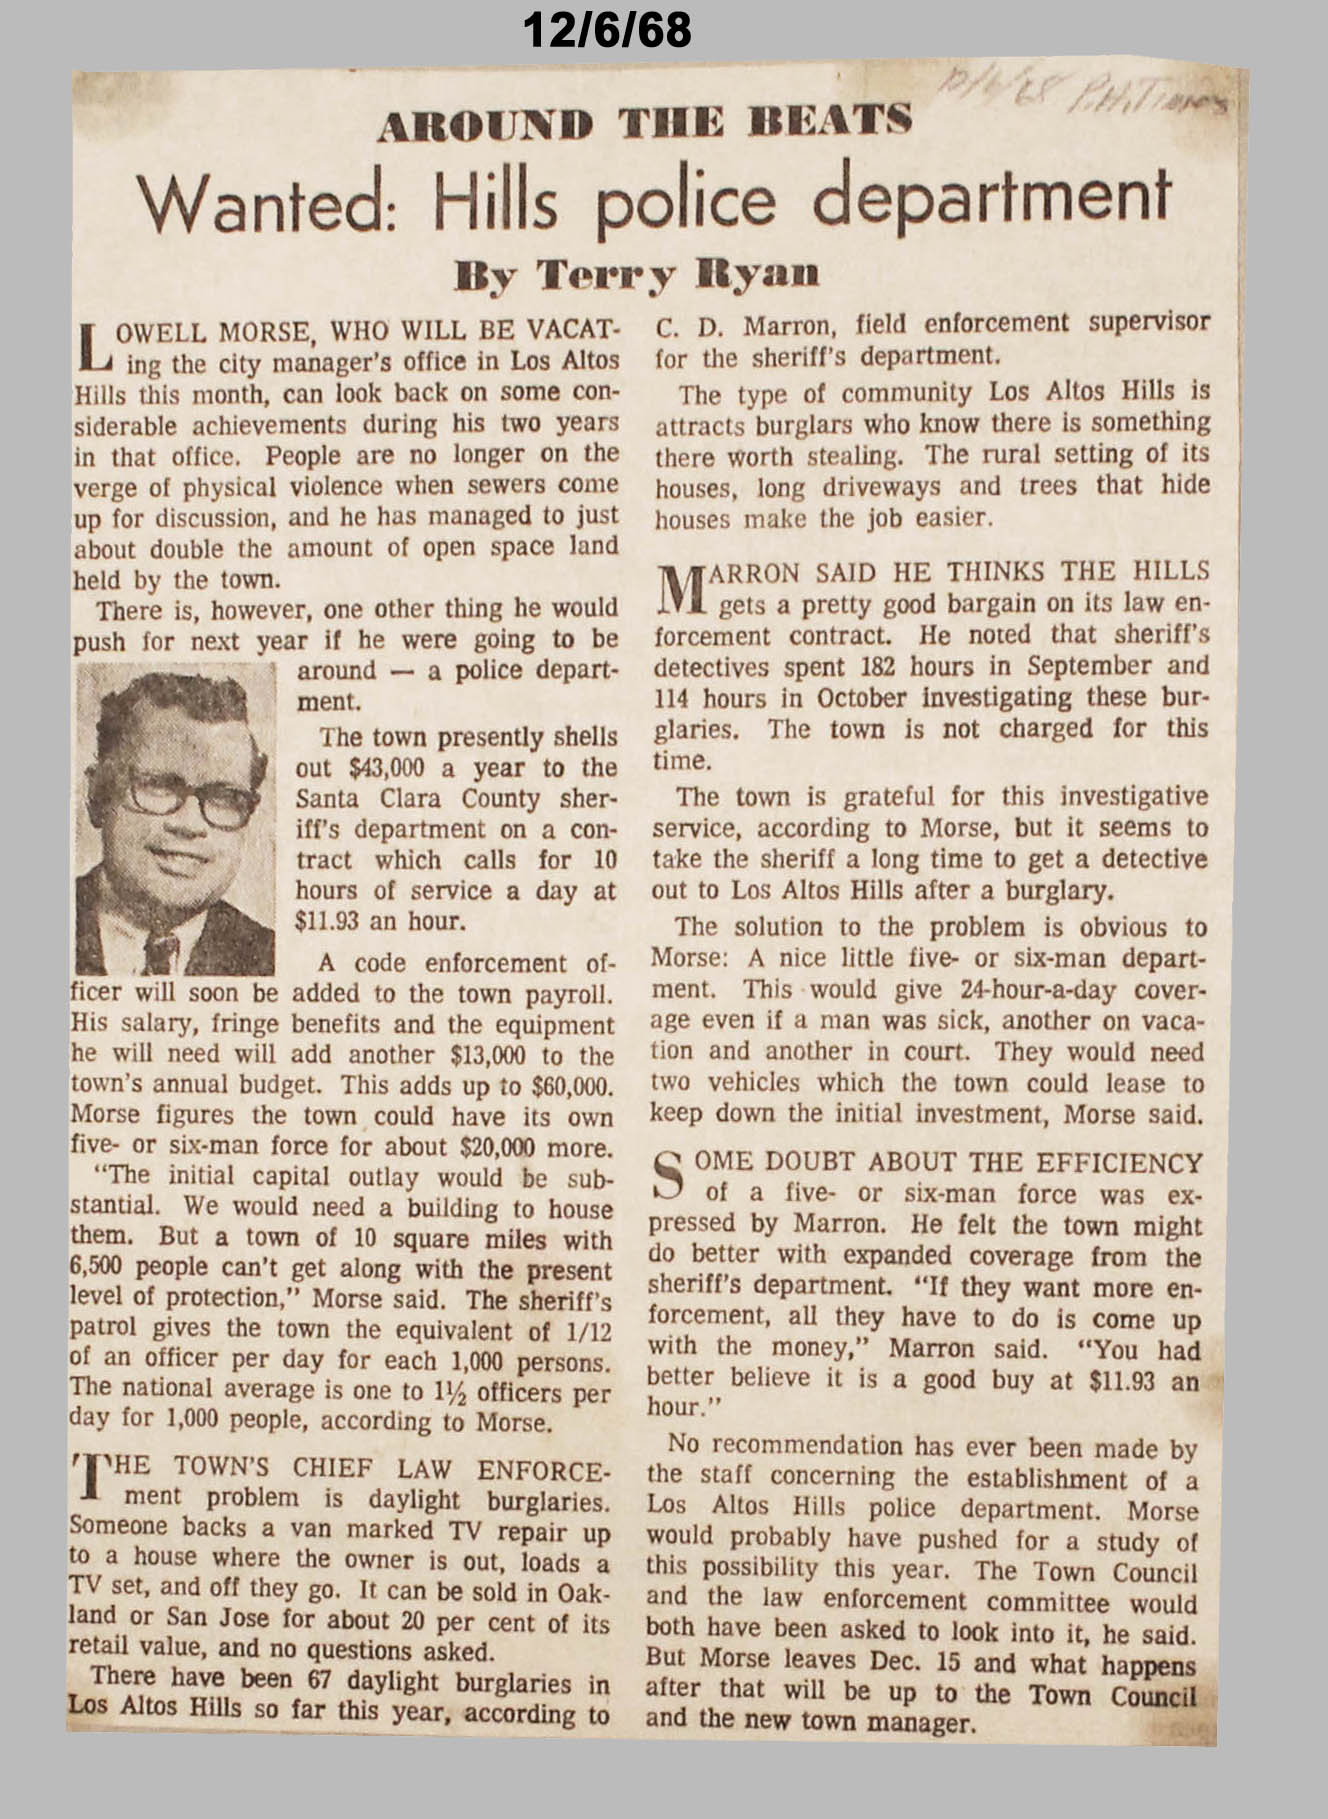 12/6/68
12/6/68 P.A. Times
AROUND THE BEATS
Wanted: Hills police department
By Terry Ryan
LOWELL MORSE, WHO WILL BE VACAT-
ing the city manager's office in Los Altos
Hills this month, can look back on some con-
siderable achievements during his two years
in that office. People are no longer on the
verge of physical violence when sewers come
up for discussion, and he has managed to just
about double the amount of open space land
held by the town.
There is, however, one other thing he would
push for next year if he were going to be
around — a police depart-
ment.
The town presently shells
out $43,000 a year to the
Santa Clara County sher-
iff's department on a con-
tract which calls for 10
hours of service a day at
$11.93 an hour.
A code enforcement of-
ficer will soon be added to the town payroll.
His salary, fringe benefits and the equipment
he will need will add another $13,000 to the
town's annual budget. This adds up to $60,000.
Morse figures the town could have its own
five- or six-man force for about $20,000 more.
"The initial capital outlay would be sub-
stantial. We would need a building to house
them. But a town of 10 square miles with
6,500 people can't get along with the present
level of protection," Morse said. The sheriff's
patrol gives the town the equivalent of 1/12
of an officer per day for each 1,000 persons.
The national average is one to 1½ officers per
day for 1,000 people, according to Morse.
THE TOWN'S CHIEF LAW ENFORCE-
ment problem is daylight burglaries.
Someone backs a van marked TV repair up
to a house where the owner is out, loads a
TV set, and off they go. It can be sold in Oak-
land or San Jose for about 20 per cent of its
retail value, and no questions asked.
There have been 67 daylight burglaries in
Los Altos Hills so far this year, according to
C. D. Marron, field enforcement supervisor
for the sheriff's department.
The type of community Los Altos Hills is
attracts burglars who know there is something
there worth stealing. The rural setting of its
houses, long driveways and trees that hide
houses make the job easier.
MARRON SAID HE THINKS THE HILLS
gets a pretty good bargain on its law en-
forcement contract. He noted that sheriff's
detectives spent 182 hours in September and
114 hours in October investigating these bur-
glaries. The town is not charged for this
time.
The town is grateful for this investigative
service, according to Morse, but it seems to
take the sheriff a long time to get a detective
out to Los Altos Hills after a burglary.
The solution to the problem is obvious to
Morse: A nice little five- or six-man depart-
ment. This would give 24-hour-a-day cover-
age even if a man was sick, another on vaca-
tion and another in court. They would need
two vehicles which the town could lease to
keep down the initial investment, Morse said.
SOME DOUBT ABOUT THE EFFICIENCY
of a five- or six-man force was ex-
pressed by Marron. He felt the town might
do better with expanded coverage from the
sheriff's department. "If they want more en-
forcement, all they have to do is come up
with the money," Marron said. "You had
better believe it is a good buy at $11.93 an
hour."
No recommendation has ever been made by
the staff concerning the establishment of a
Los Altos Hills police department. Morse
would probably have pushed for a study of
this possibility this year. The Town Council
and the law enforcement committee would
both have been asked to look into it, he said.
But Morse leaves Dec. 15 and what happens
after that will be up to the Town Council
and the new town manager.